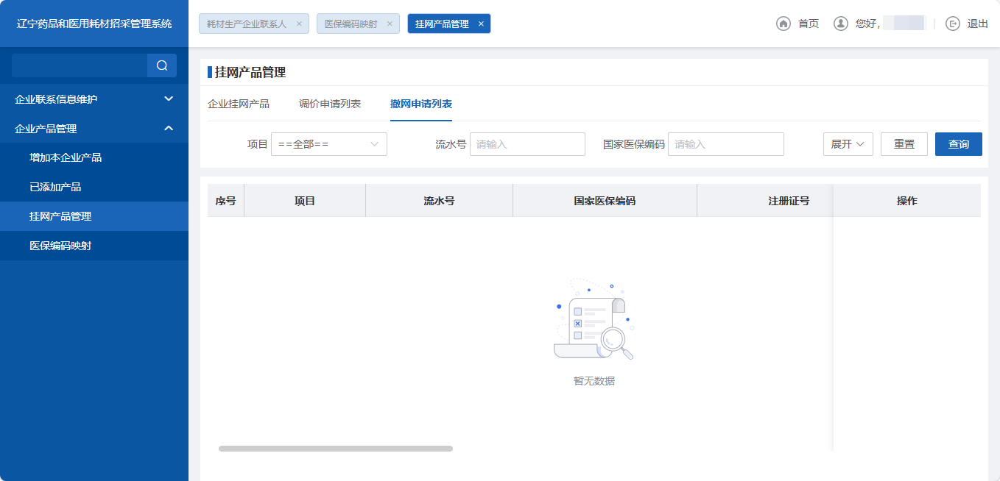 辽宁药品和医用耗材招采管理系统
耗材生产企业联系人 ×
医保编码映射 ×
挂网产品管理 ×
首页
您好,
退出
企业联系信息维护
企业产品管理
增加本企业产品
已添加产品
挂网产品管理
医保编码映射
挂网产品管理
企业挂网产品 调价申请列表 撤网申请列表
项目 ==全部== 流水号 请输入 国家医保编码 请输入 展开 重置 查询
序号 项目 流水号 国家医保编码 注册证号 操作
暂无数据